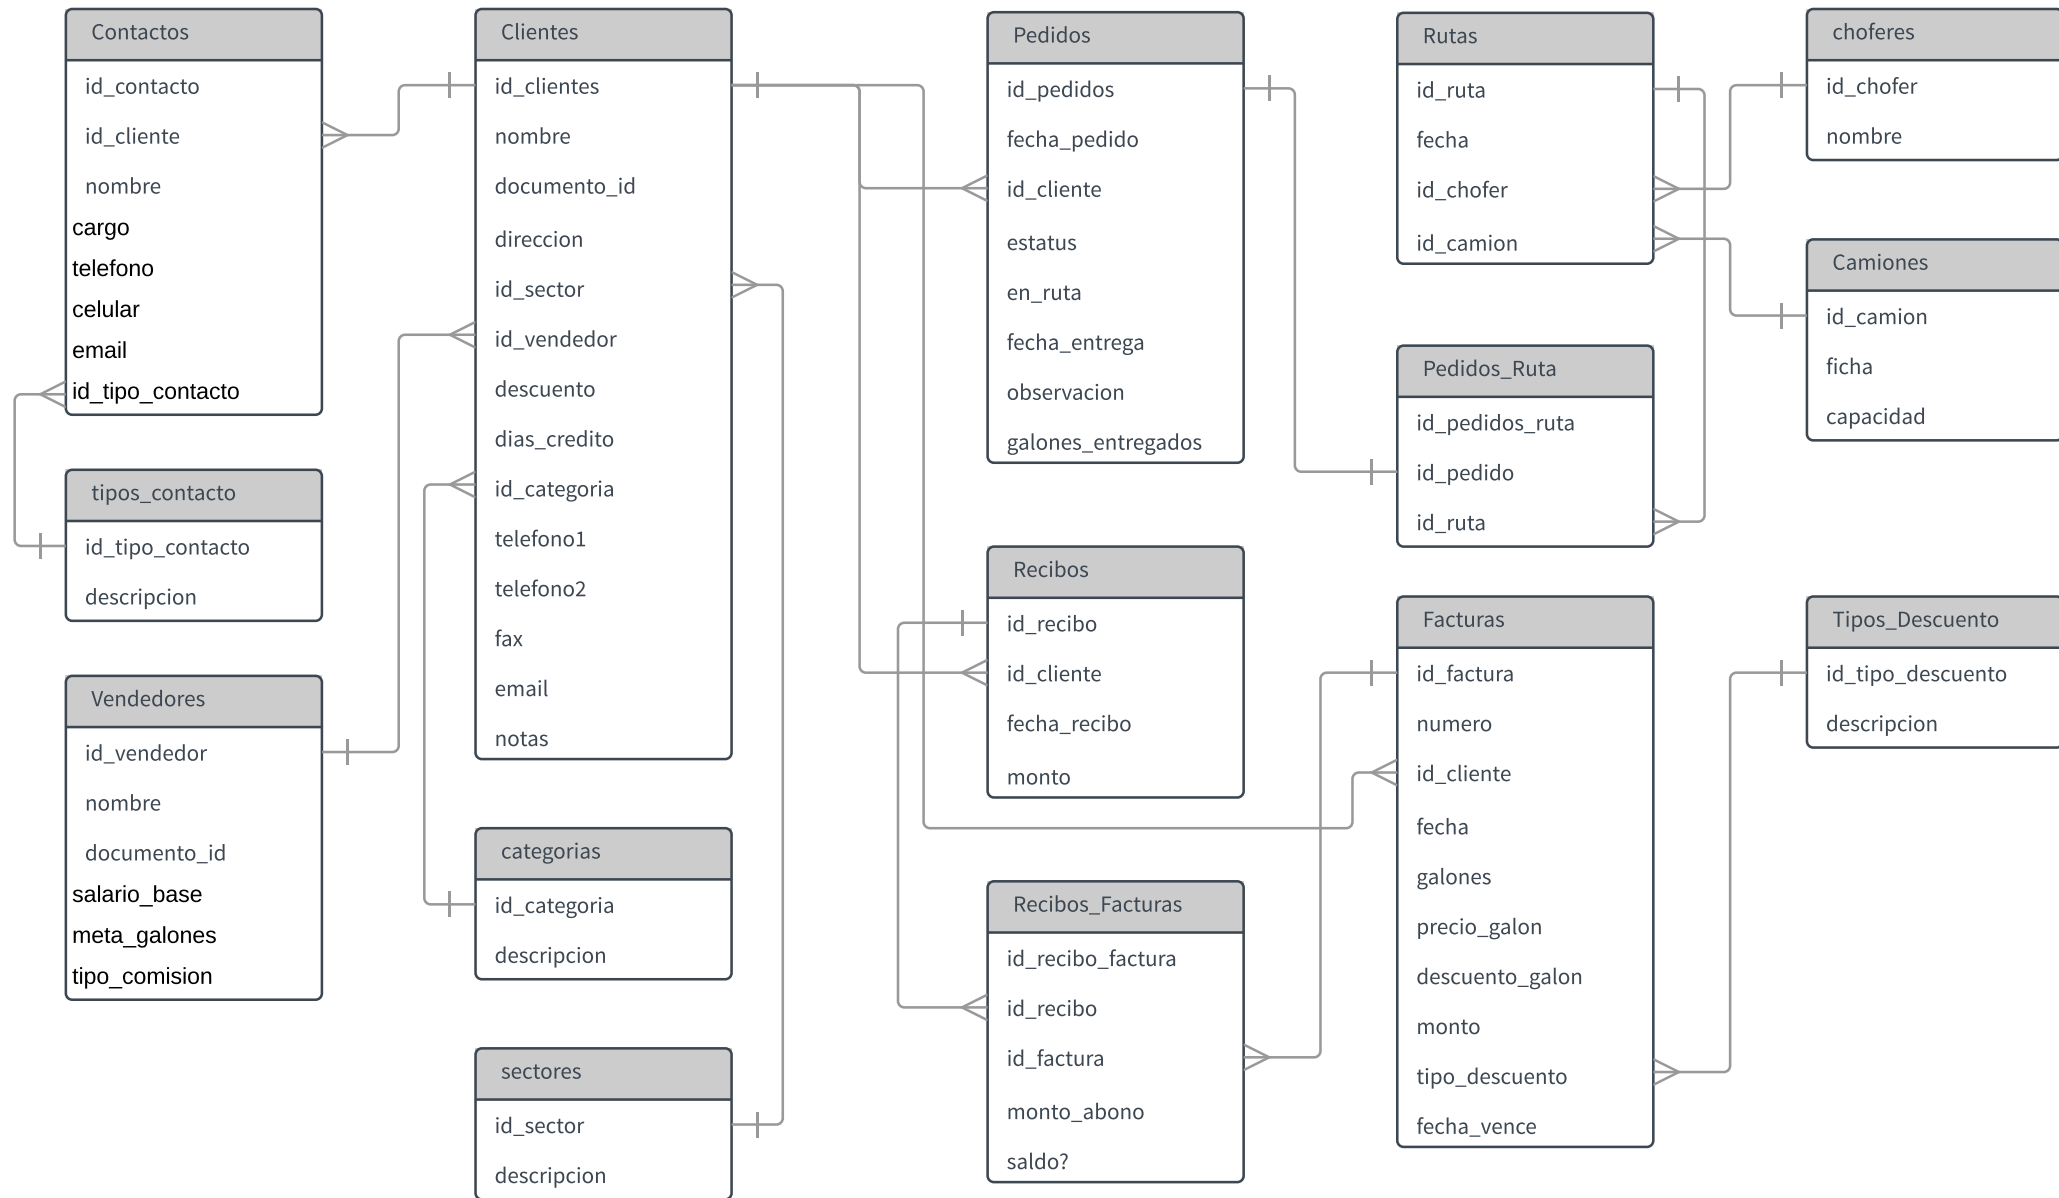 Contactos
id_contacto
id_cliente
nombre
cargo
telefono
celular
email
id_tipo_contacto
tipos_contacto
id_tipo_contacto
descripcion
Vendedores
id_vendedor
nombre
documento_id
salario_base
meta_galones
tipo_comision
Clientes
id_clientes
nombre
documento_id
direccion
id_sector
id_vendedor
descuento
dias_credito
id_categoria
telefono1
telefono2
fax
email
notas
categorias
id_categoria
descripcion
sectores
id_sector
descripcion
Pedidos
id_pedidos
fecha_pedido
id_cliente
estatus
en_ruta
fecha_entrega
observacion
galones_entregados
Recibos
id_recibo
id_cliente
fecha_recibo
monto
Recibos_Facturas
id_recibo_factura
id_recibo
id_factura
monto_abono
saldo?
Rutas
id_ruta
fecha
id_chofer
id_camion
Pedidos_Ruta
id_pedidos_ruta
id_pedido
id_ruta
Facturas
id_factura
numero
id_cliente
fecha
galones
precio_galon
descuento_galon
monto
tipo_descuento
fecha_vence
choferes
id_chofer
nombre
Camiones
id_camion
ficha
capacidad
Tipos_Descuento
id_tipo_descuento
descripcion